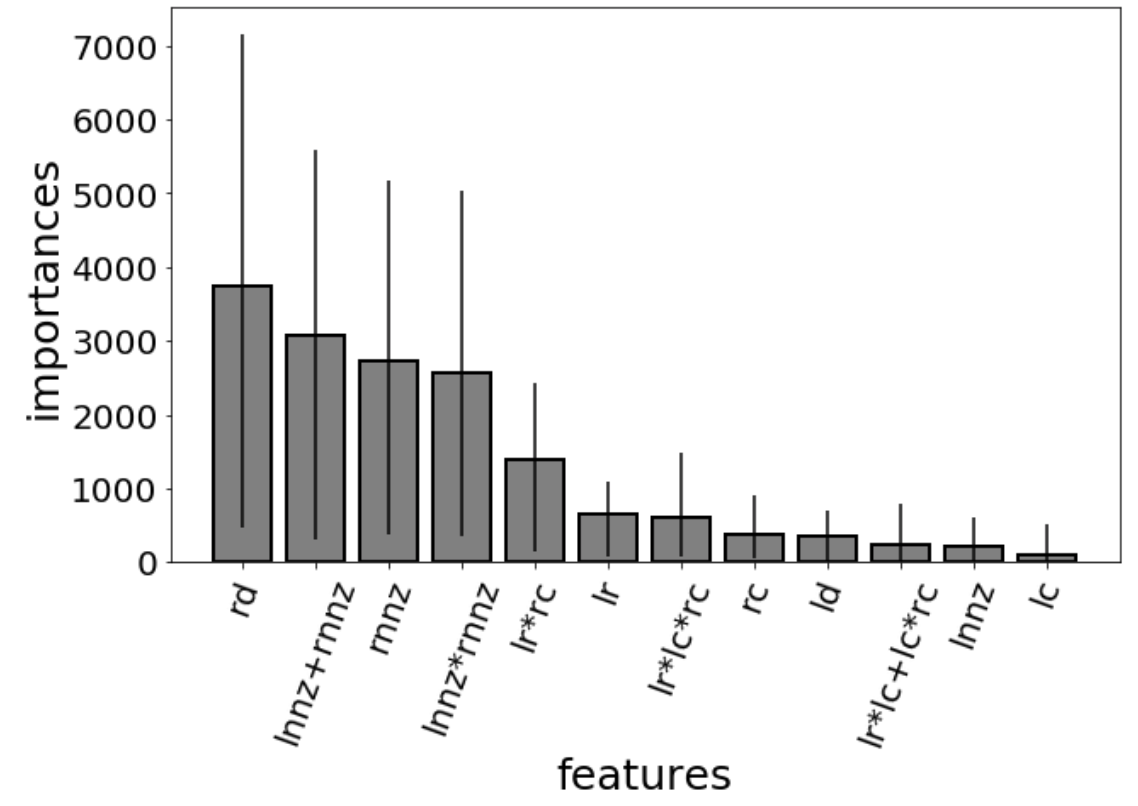 importances
7000
6000
5000
4000
3000
2000
1000
0
rd
lnnz+rnnz
rnnz
lnnz*rnnz
lr*rc
lr
lr*lc*rc
rc
ld
lr*lc+lc*rc
lnnz
lc
features